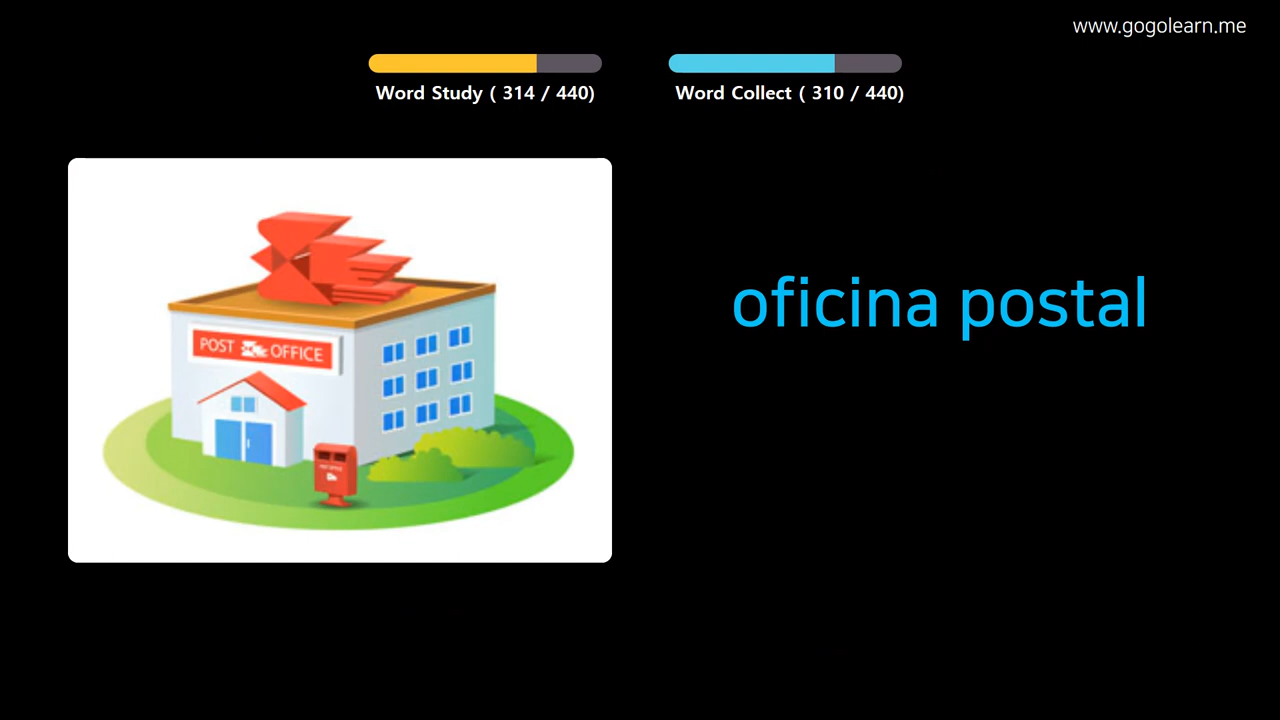 www.gogolearn.me
Word Study ( 314 / 440)
Word Collect ( 310 / 440)
POST OFFICE
oficina postal